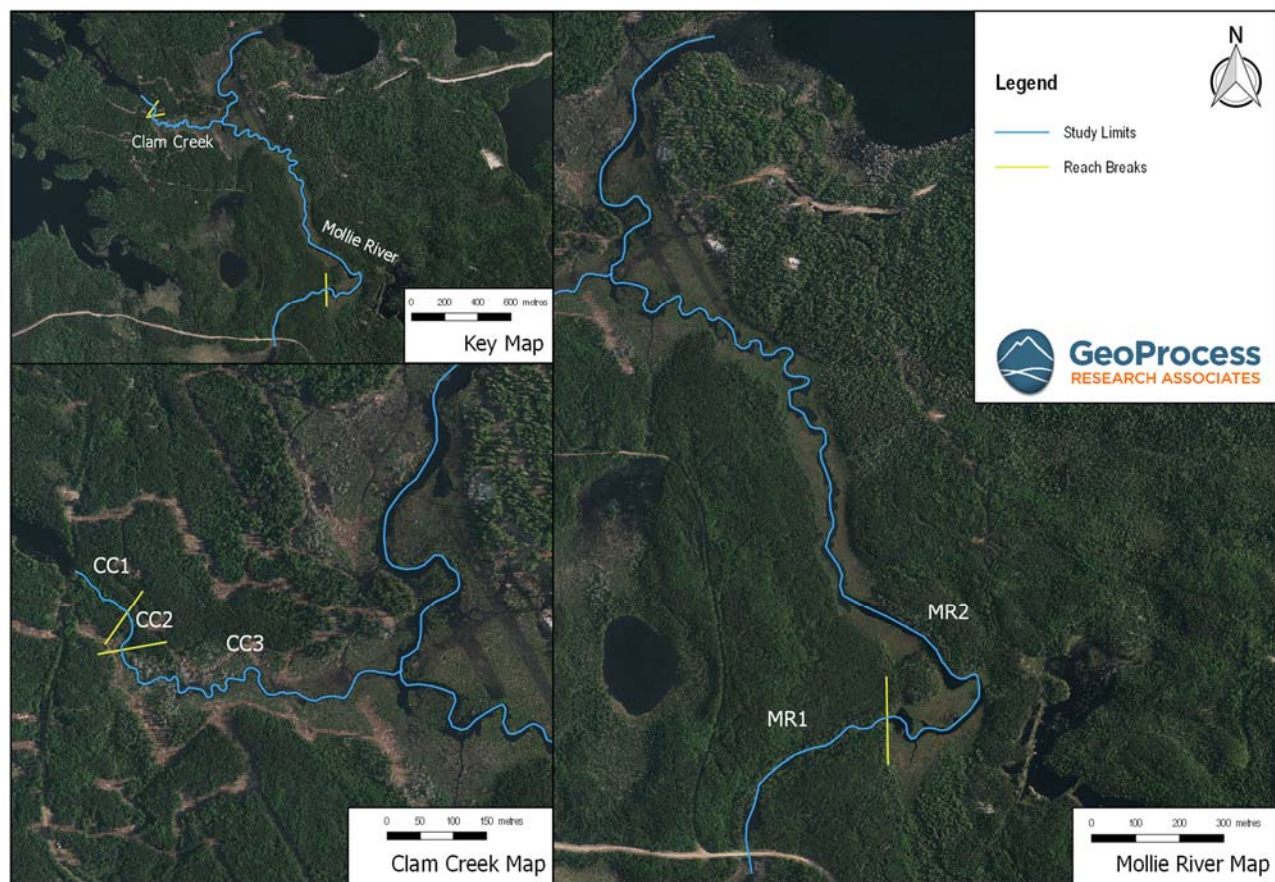 Clam Creek
Mollie River
0 200 400 600 metres
Key Map
CC1
CC2
CC3
0 50 100 150 metres
Clam Creek Map
MR2
MR1
0 100 200 300 metres
Mollie River Map
N
Legend
Study Limits
Reach Breaks
GeoProcess
RESEARCH ASSOCIATES